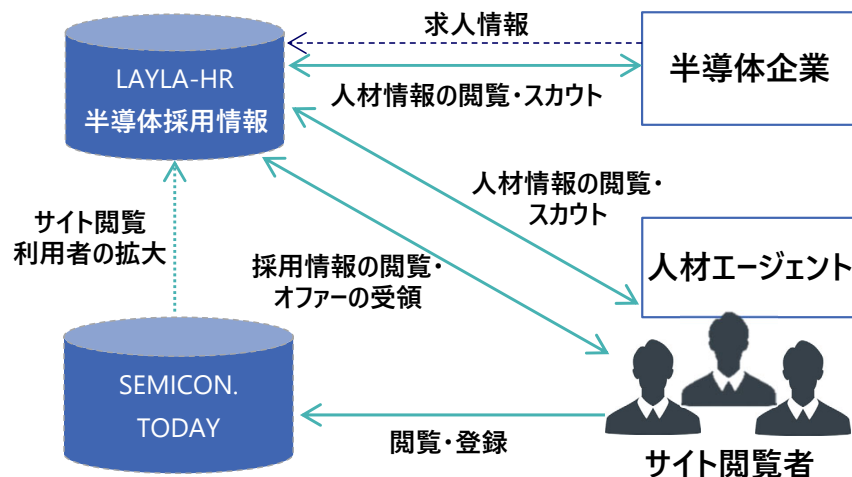 求人情報
LAYLA-HR
半導体採用情報
半導体企業
人材情報の閲覧・スカウト
人材情報の閲覧・
スカウト
サイト閲覧
利用者の拡大
採用情報の閲覧・
オファーの受領
人材エージェント
SEMICON.
TODAY
閲覧・登録
サイト閲覧者